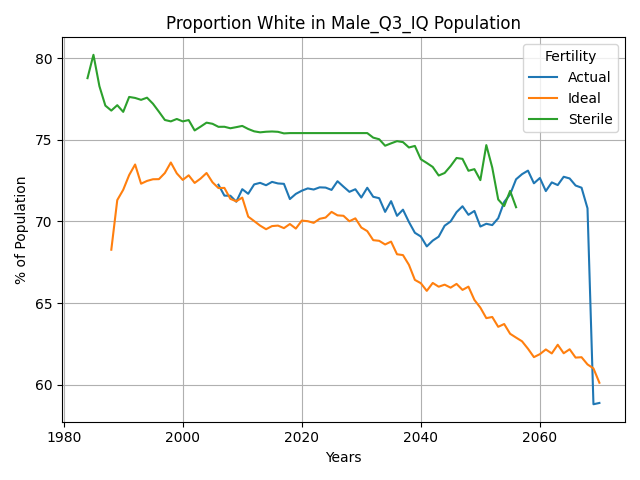 Proportion White in Male_Q3_IQ Population
% of Population
80
75
70
65
60
1980
2000
2020
2040
2060
Years
Fertility
Actual
Ideal
Sterile